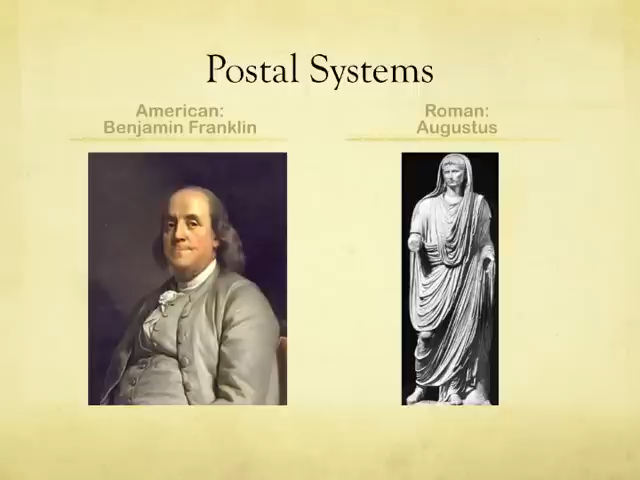 Postal Systems
American:
Benjamin Franklin
Roman:
Augustus